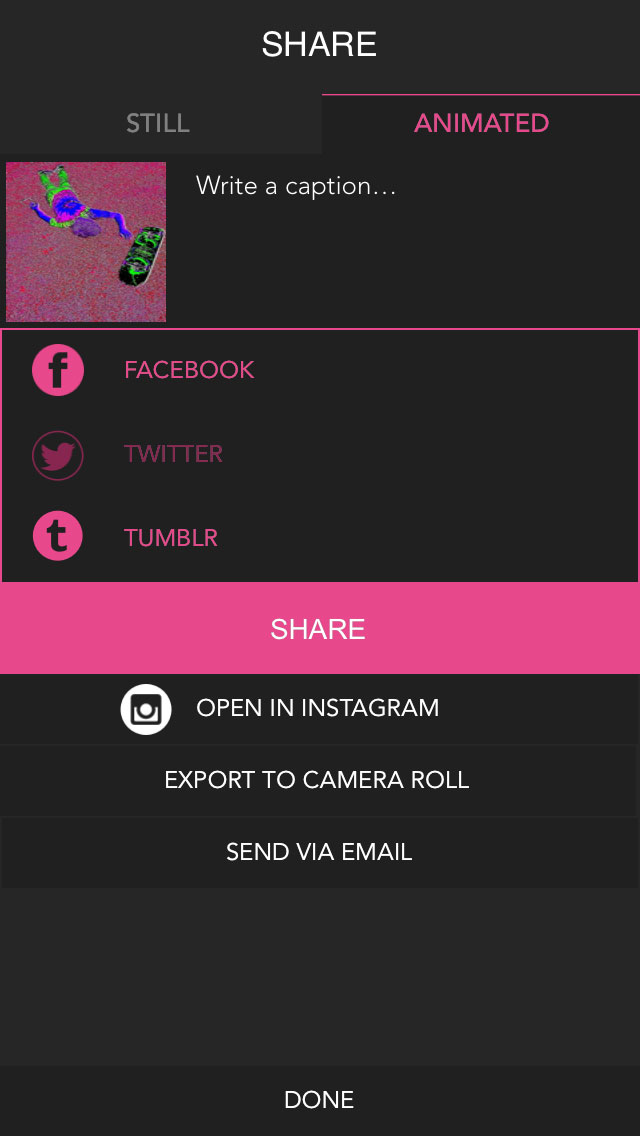 SHARE
STILL
ANIMATED
Write a caption...
FACEBOOK
TWITTER
TUMBLR
SHARE
OPEN IN INSTAGRAM
EXPORT TO CAMERA ROLL
SEND VIA EMAIL
DONE